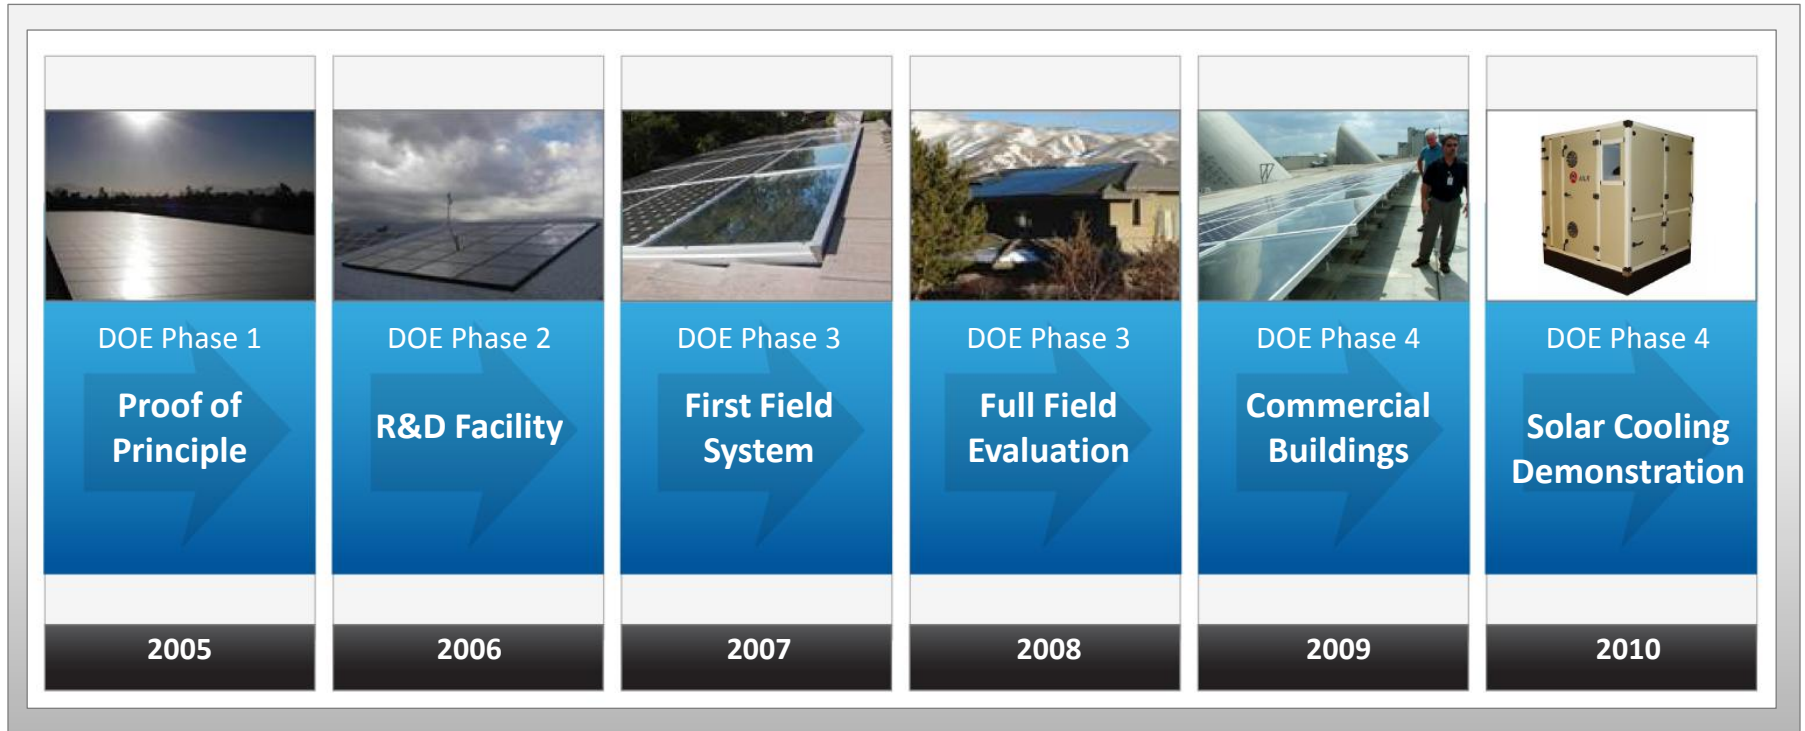 DOE Phase 1
Proof of
Principle
2005
DOE Phase 2
R&D Facility
2006
DOE Phase 3
First Field
System
2007
DOE Phase 3
Full Field
Evaluation
2008
DOE Phase 4
Commercial
Buildings
2009
DOE Phase 4
Solar Cooling
Demonstration
2010